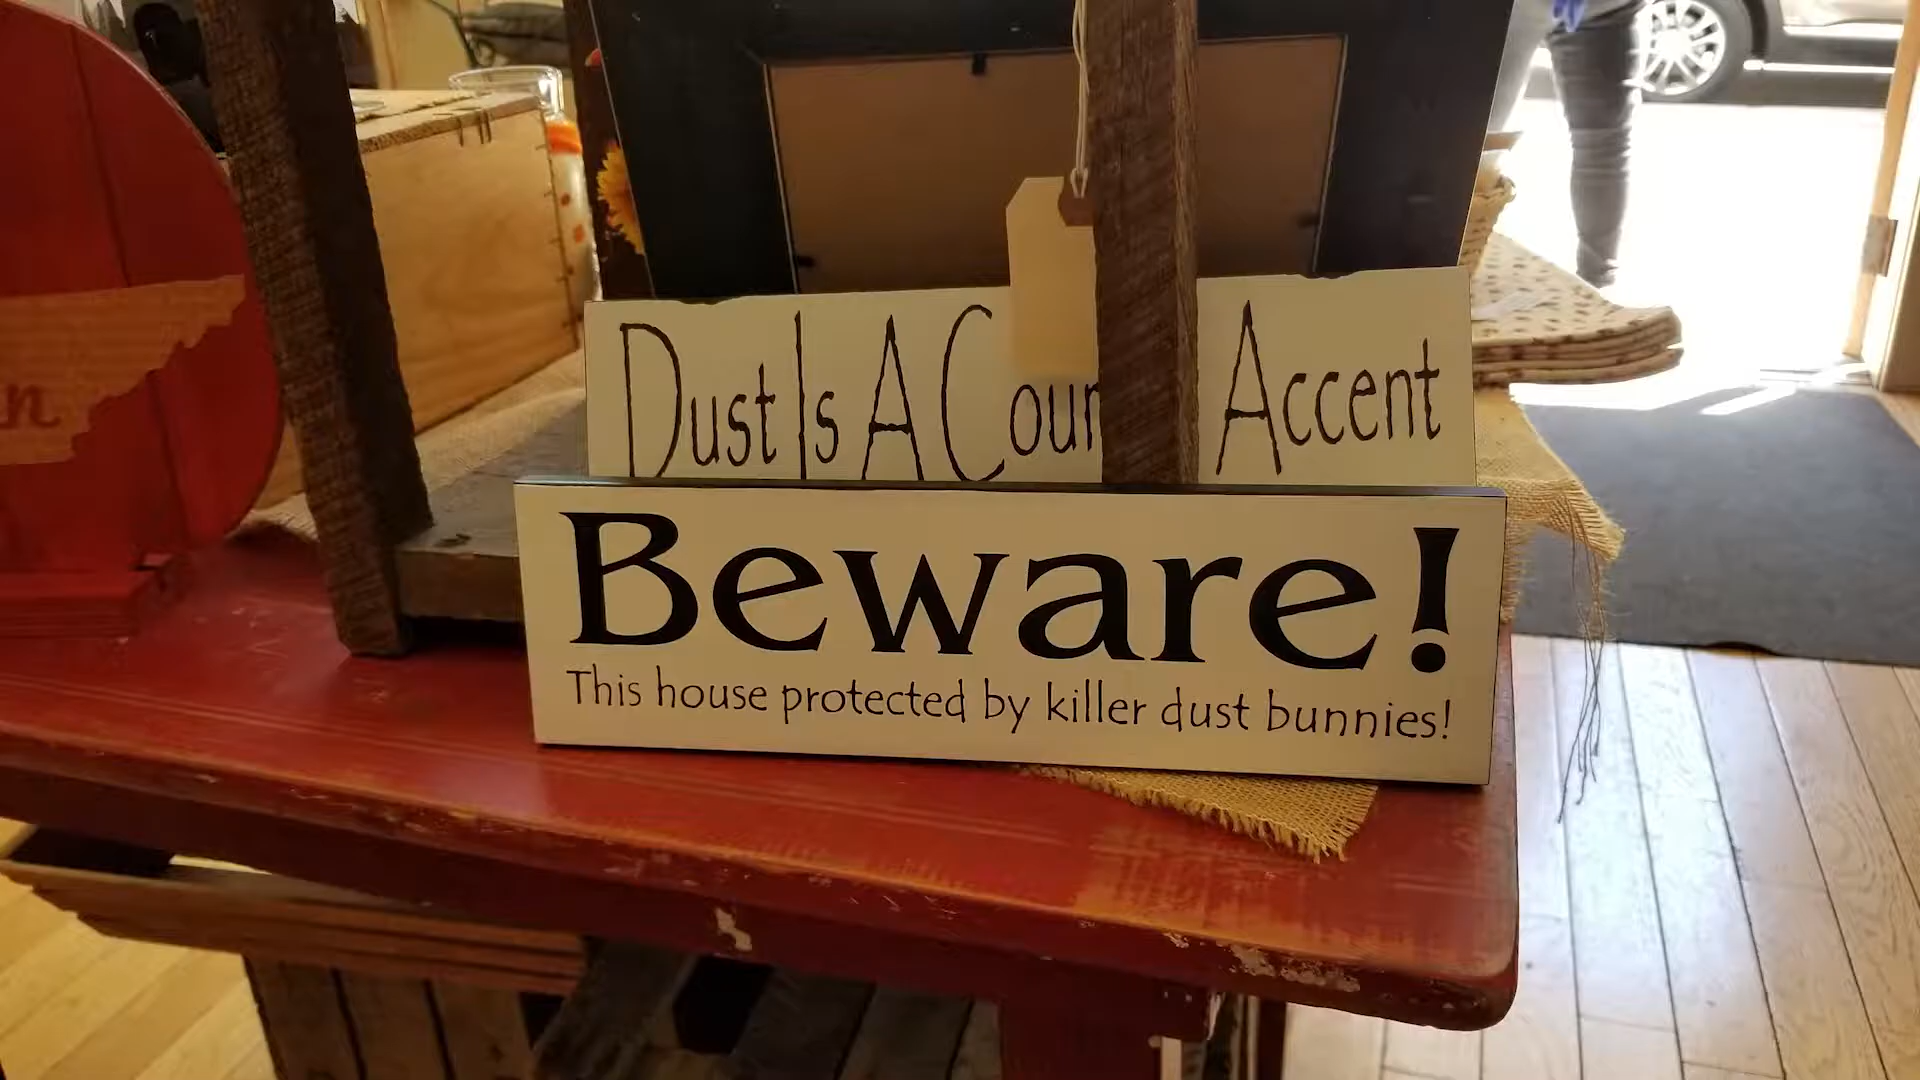 Dust Is A Cour Accent
Beware!
This house protected by killer dust bunnies!